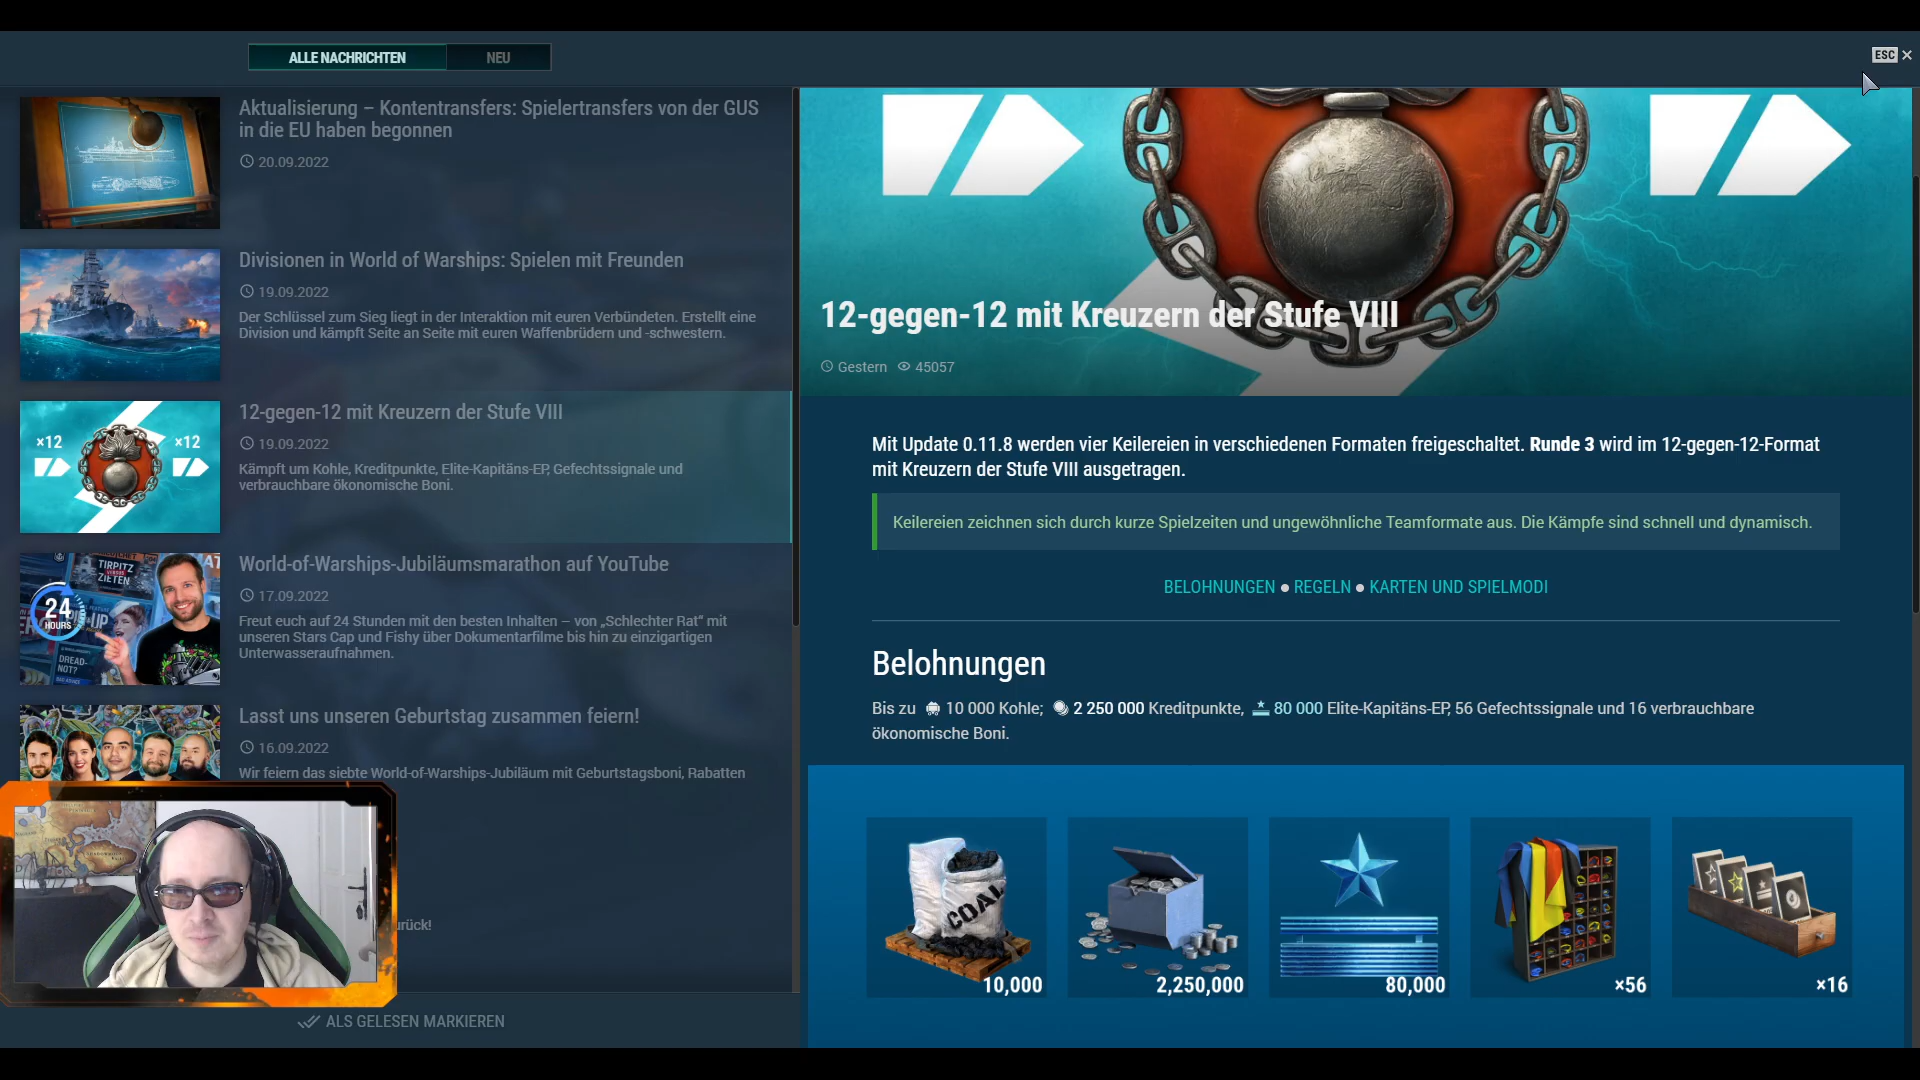 ALLE NACHRICHTEN
NEU
ESC
Aktualisierung – Kontentransfers: Spielertransfers von der GUS
in die EU haben begonnen
20.09.2022
Divisionen in World of Warships: Spielen mit Freunden
19.09.2022
Der Schlüssel zum Sieg liegt in der Interaktion mit euren Verbündeten. Erstellt eine
Division und kämpft Seite an Seite mit euren Waffenbrüdern und -schwestern.
×12
×12
12-gegen-12 mit Kreuzern der Stufe VIII
19.09.2022
Kämpft um Kohle, Kreditpunkte, Elite-Kapitäns-EP, Gefechtssignale und
verbrauchbare ökonomische Boni.
TIRPITZ
ZIETEN
24
HOURS
DREAD-
NOT?
World-of-Warships-Jubiläumsmarathon auf YouTube
17.09.2022
Freut euch auf 24 Stunden mit den besten Inhalten – von „Schlechter Rat“ mit
unseren Stars Cap und Fishy über Dokumentarfilme bis hin zu einzigartigen
Unterwasseraufnahmen.
Lasst uns unseren Geburtstag zusammen feiern!
16.09.2022
Wir feiern das siebte World-of-Warships-Jubiläum mit Geburtstagsboni, Rabatten
urück!
ALS GELESEN MARKIEREN
12-gegen-12 mit Kreuzern der Stufe VIII
Gestern 45057
Mit Update 0.11.8 werden vier Keilereien in verschiedenen Formaten freigeschaltet. Runde 3 wird im 12-gegen-12-Format
mit Kreuzern der Stufe VIII ausgetragen.
Keilereien zeichnen sich durch kurze Spielzeiten und ungewöhnliche Teamformate aus. Die Kämpfe sind schnell und dynamisch.
BELOHNUNGEN ● REGELN ● KARTEN UND SPIELMODI
Belohnungen
Bis zu 10 000 Kohle; 2 250 000 Kreditpunkte, 80 000 Elite-Kapitäns-EP, 56 Gefechtssignale und 16 verbrauchbare
ökonomische Boni.
COAL
10,000
2,250,000
80,000
×56
×16